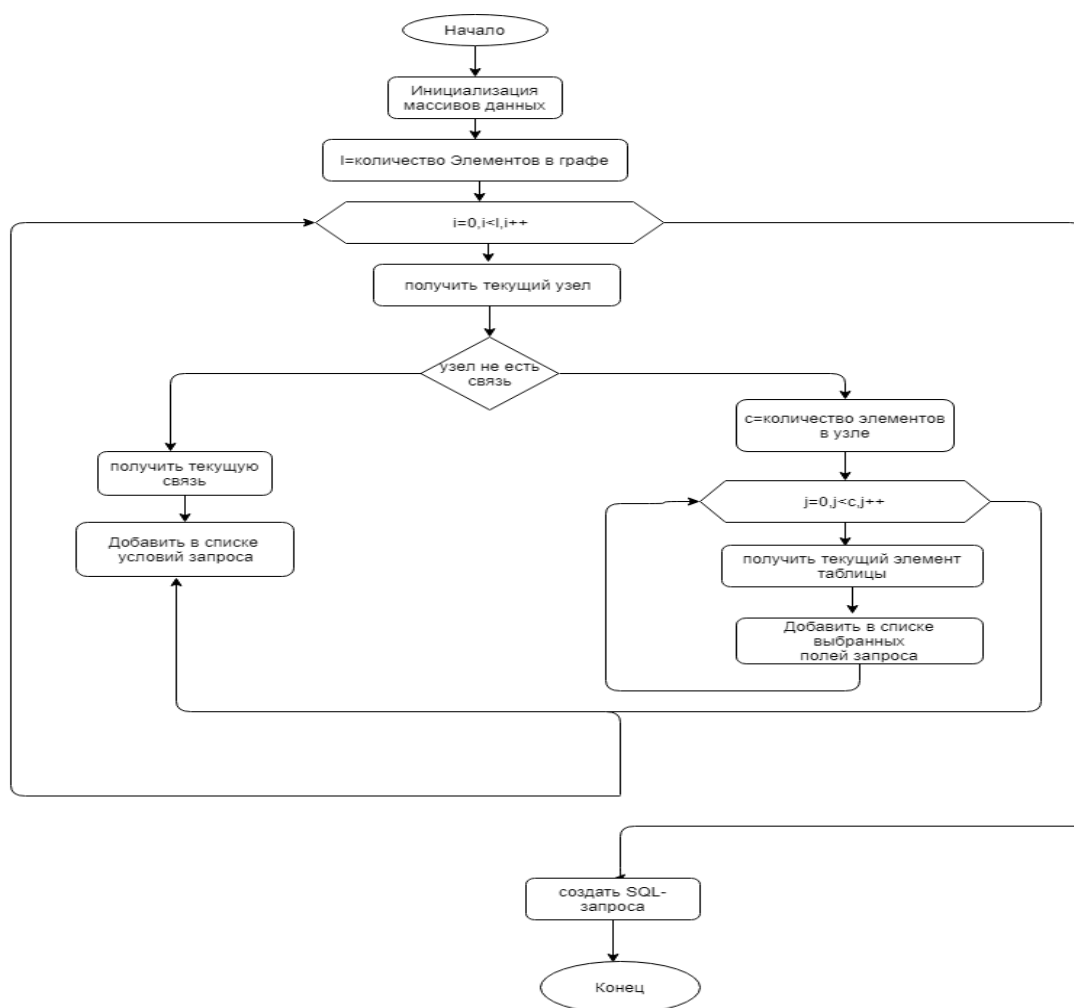 Начало
Инициализация
массивов данных
l=количество Элементов в графе
i=0,i<l,i++
получить текущий узел
узел не есть
связь
получить текущую
связь
Добавить в списке
условий запроса
c=количество элементов
в узле
j=0,j<c,j++
получить текущий элемент
таблицы
Добавить в списке
выбранных
полей запроса
создать SQL-
запроса
Конец